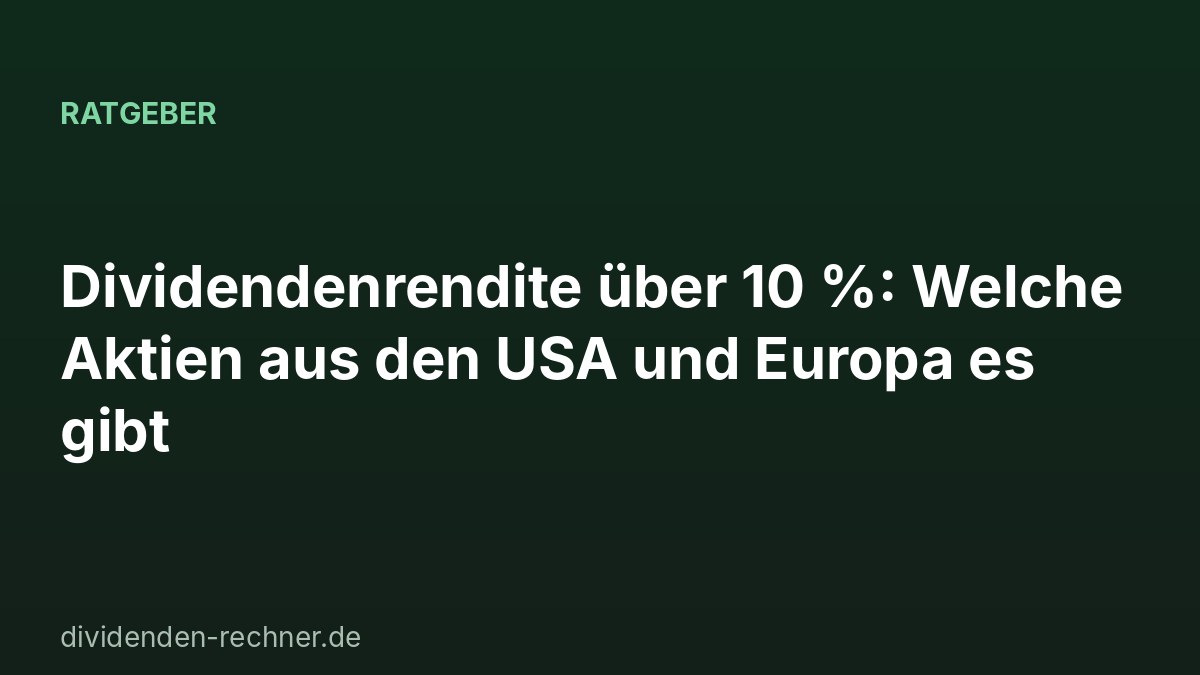 RATGEBER
Dividendenrendite über 10 %: Welche
Aktien aus den USA und Europa es
gibt
dividenden-rechner.de